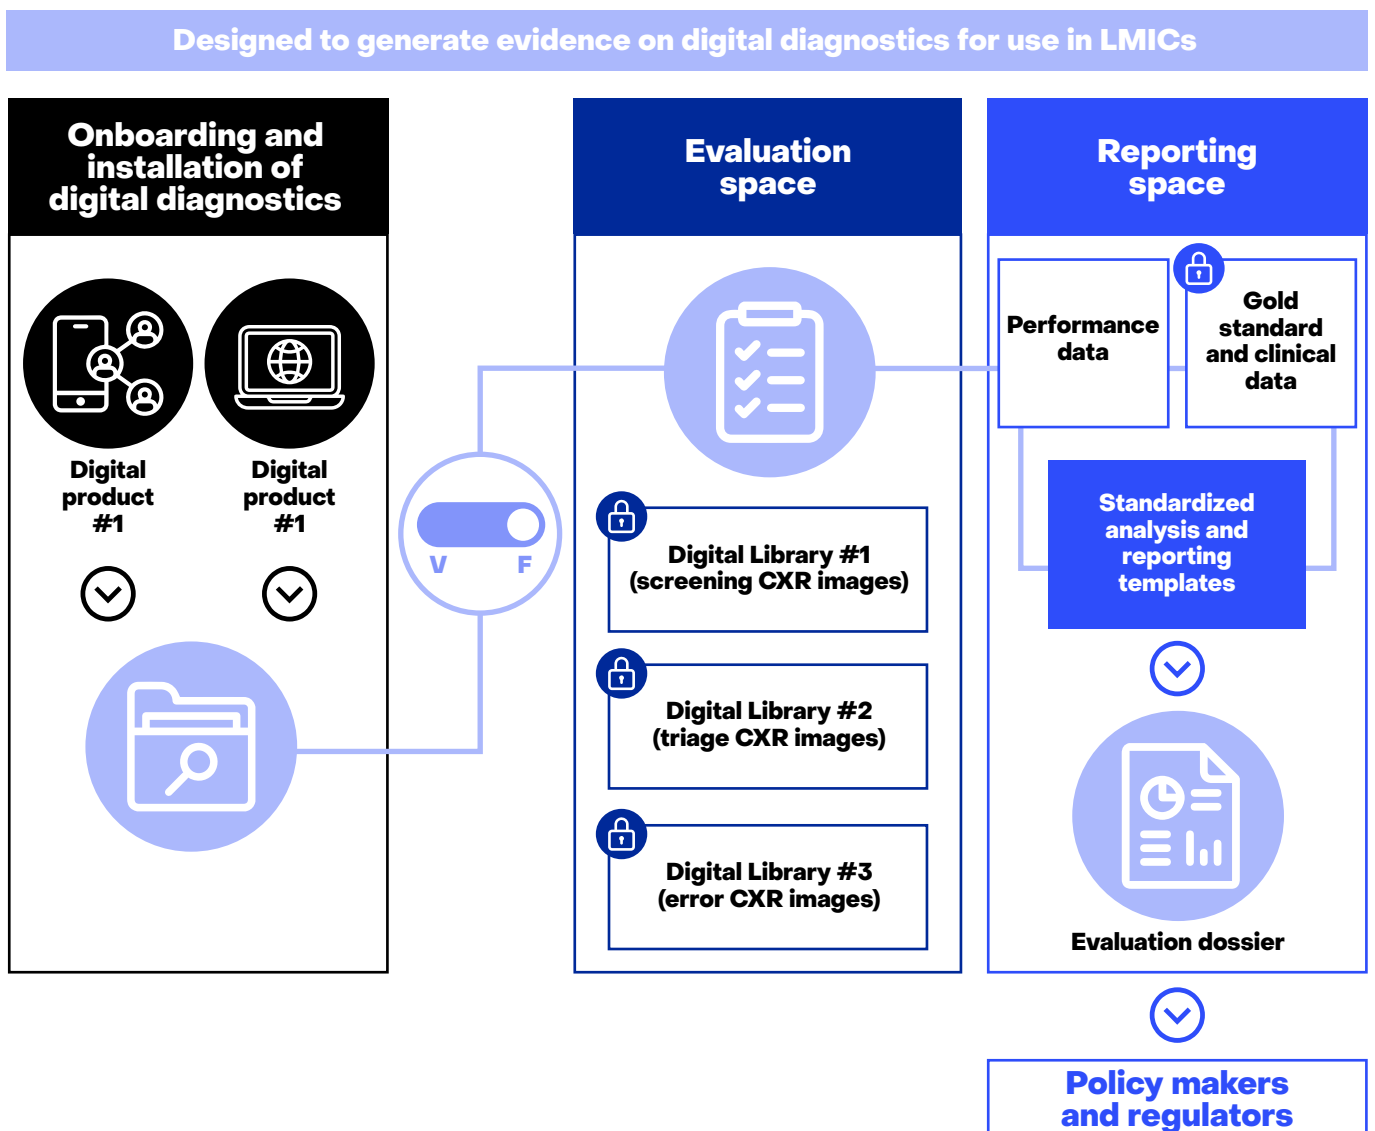 Designed to generate evidence on digital diagnostics for use in LMICs
Onboarding and
installation of
digital diagnostics
Digital
product
#1
Digital
product
#1
V F
Evaluation
space
Digital Library #1
(screening CXR images)
Digital Library #2
(triage CXR images)
Digital Library #3
(error CXR images)
Reporting
space
Performance
data
Gold
standard
and clinical
data
Standardized
analysis and
reporting
templates
Evaluation dossier
Policy makers
and regulators